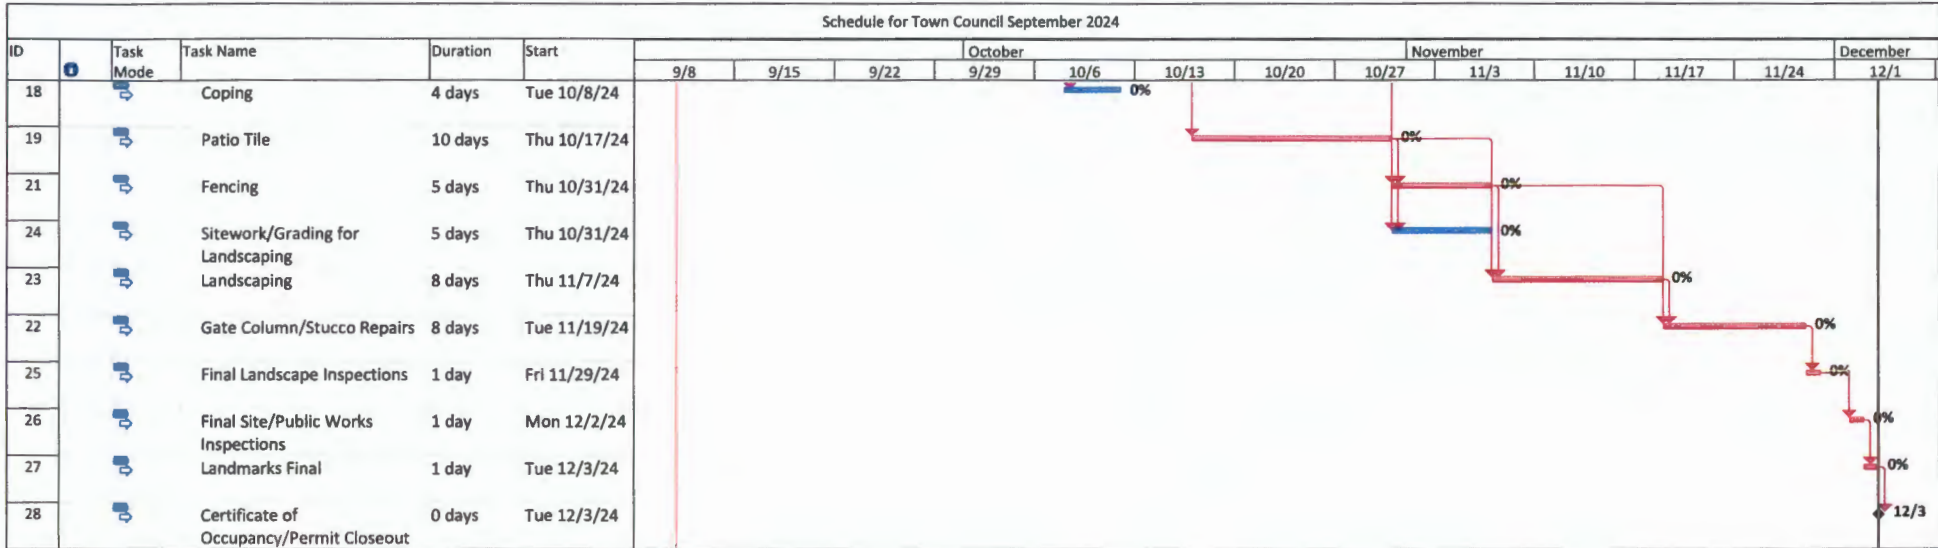 Schedule for Town Council September 2024
ID Task Mode Task Name Duration Start
October November December
9/8 9/15 9/22 9/29 10/6 10/13 10/20 10/27 11/3 11/10 11/17 11/24 12/1
18 Coping 4 days Tue 10/8/24 0%
19 Patio Tile 10 days Thu 10/17/24 0%
21 Fencing 5 days Thu 10/31/24 0%
24 Sitework/Grading for 5 days Thu 10/31/24 0%
Landscaping
23 Landscaping 8 days Thu 11/7/24 0%
22 Gate Column/Stucco Repairs 8 days Tue 11/19/24 0%
25 Final Landscape Inspections 1 day Fri 11/29/24 0%
26 Final Site/Public Works 1 day Mon 12/2/24 0%
Inspections
27 Landmarks Final 1 day Tue 12/3/24 0%
28 Certificate of 0 days Tue 12/3/24 12/3
Occupancy/Permit Closeout